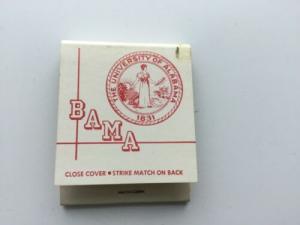 THE UNIVERSITY OF ALABAMA
1831
BAMA
CLOSE COVER • STRIKE MATCH ON BACK